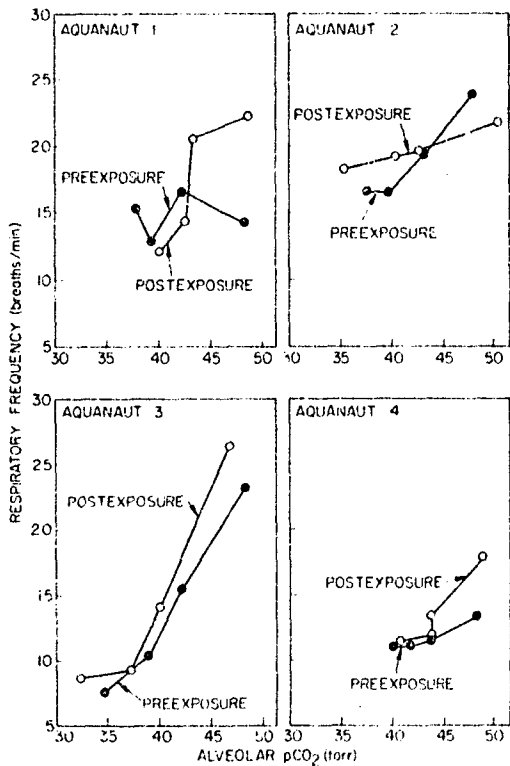 RESPIRATORY FREQUENCY (breaths/min)
30
25
20
15
10
5
AQUANAUT 1
PREEXPOSURE
POSTEXPOSURE
30 35 40 45 50
AQUANAUT 2
POSTEXPOSURE
PREEXPOSURE
30 35 40 45 50
30
25
20
15
10
5
AQUANAUT 3
POSTEXPOSURE
PREEXPOSURE
30 35 40 45 50
AQUANAUT 4
POSTEXPOSURE
PREEXPOSURE
30 35 40 45 50
ALVEOLAR pCO2 (torr)